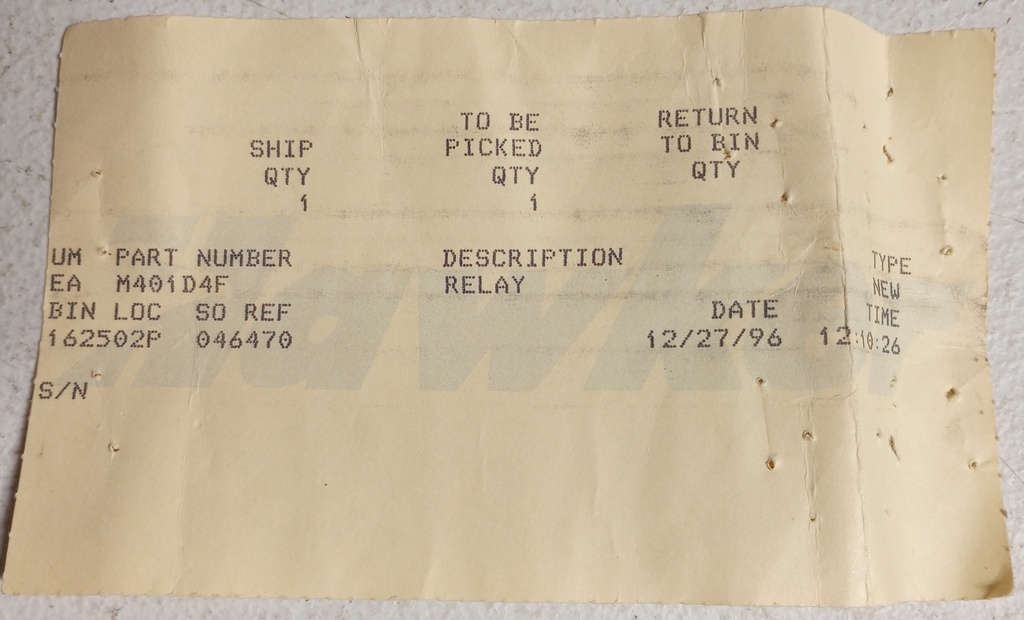 TO BE RETURN
SHIP PICKED TO BIN
QTY QTY QTY
1 1
UM PART NUMBER DESCRIPTION TYPE
EA M401D4F RELAY NEW
BIN LOC SO REF DATE TIME
162502P 046470 12/27/96 12:10:26
S/N
Hawker